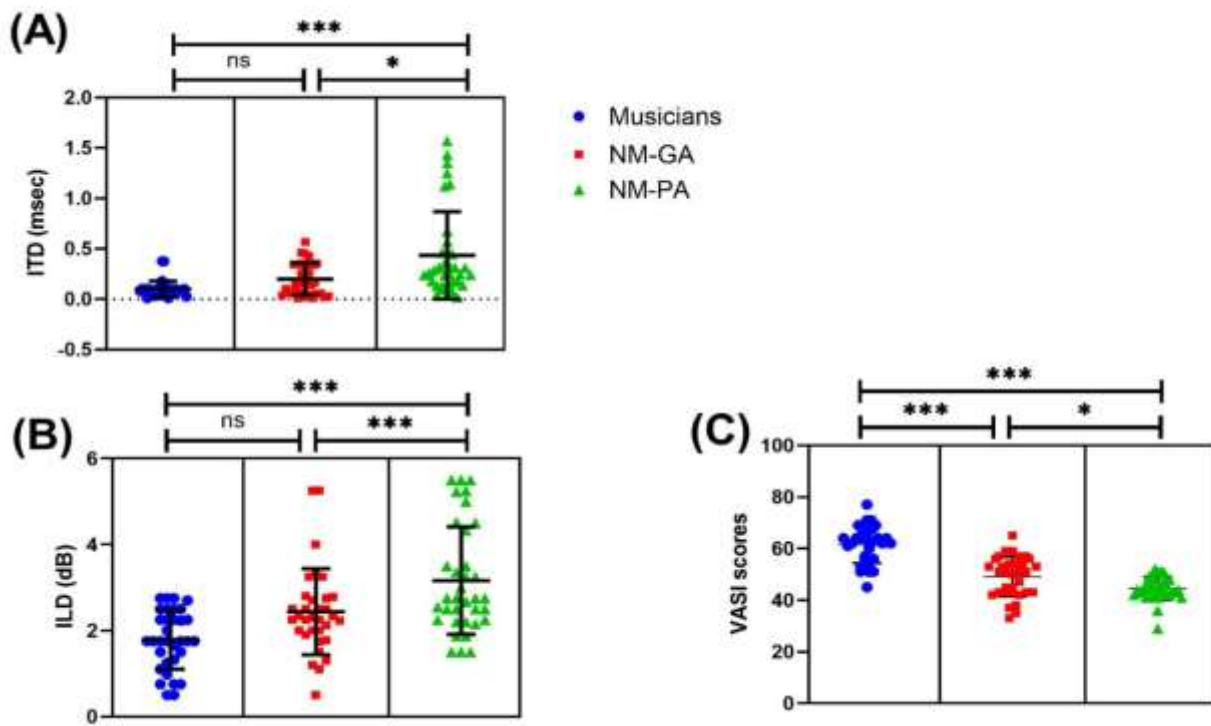 (A)
***
ns
*
2.0
1.5
1.0
0.5
0.0
-0.5
ITD (msec)
Musicians
NM-GA
NM-PA
(B)
***
ns
***
6
4
2
0
ILD (dB)
(C)
***
***
*
100
80
60
40
20
0
VASI scores